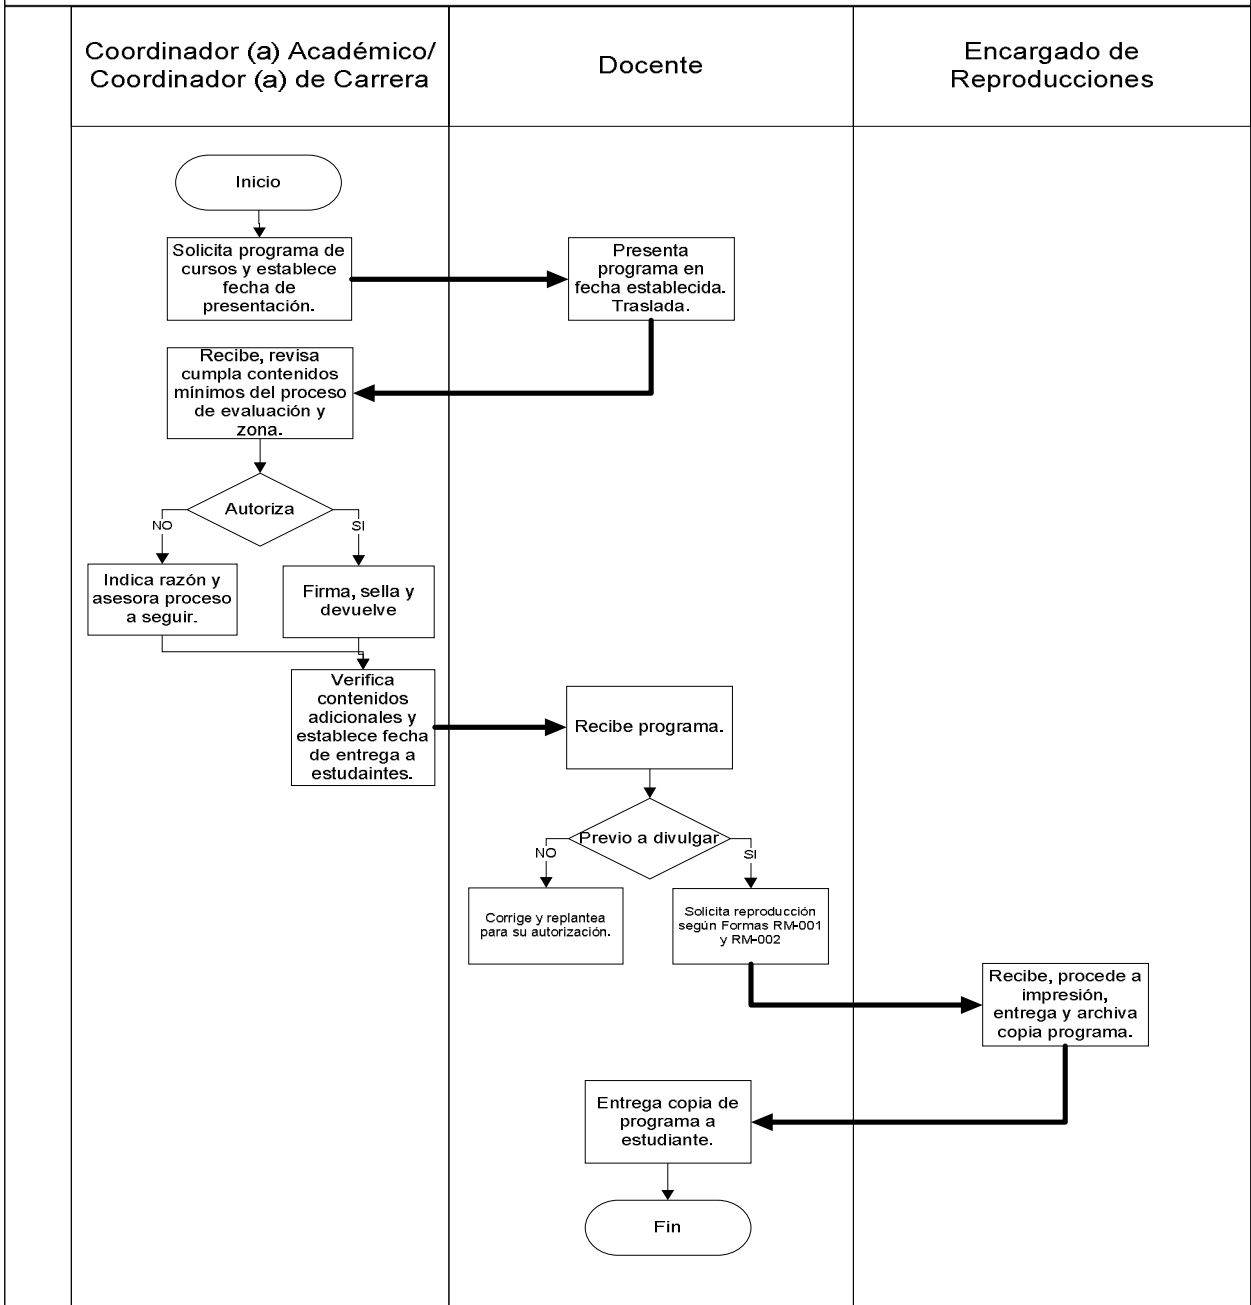 Coordinador (a) Académico/
Coordinador (a) de Carrera
Docente
Encargado de
Reproducciones
Inicio
Solicita programa de
cursos y establece
fecha de
presentación.
Presenta
programa en
fecha establecida.
Traslada.
Recibe, revisa
cumpla contenidos
mínimos del proceso
de evaluación y
zona.
Autoriza
NO
SI
Indica razón y
asesora proceso
a seguir.
Firma, sella y
devuelve
Verifica
contenidos
adicionales y
establece fecha
de entrega a
estudaintes.
Recibe programa.
Previo a divulgar
NO
SI
Corrige y replantea
para su autorización.
Solicita reproducción
según Formas RM-001
y RM-002
Recibe, procede a
impresión,
entrega y archiva
copia programa.
Entrega copia de
programa a
estudiante.
Fin